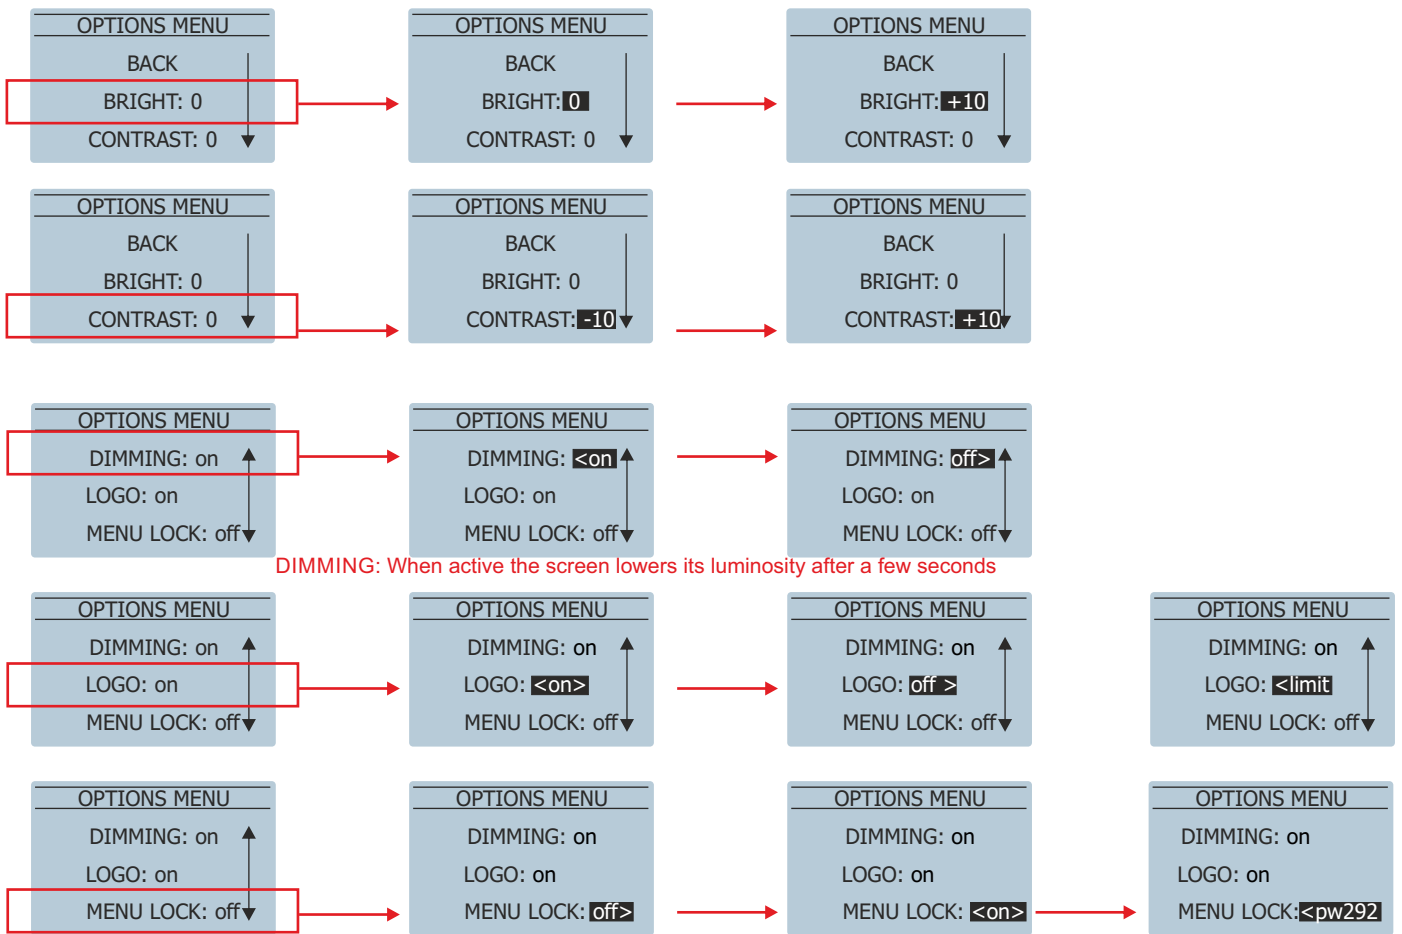 OPTIONS MENU
BACK
BRIGHT: 0
CONTRAST: 0
OPTIONS MENU
BACK
BRIGHT: 0
CONTRAST: 0
OPTIONS MENU
BACK
BRIGHT: +10
CONTRAST: 0
OPTIONS MENU
BACK
BRIGHT: 0
CONTRAST: 0
OPTIONS MENU
BACK
BRIGHT: 0
CONTRAST: -10
OPTIONS MENU
BACK
BRIGHT: 0
CONTRAST: +10
OPTIONS MENU
DIMMING: on
LOGO: on
MENU LOCK: off
OPTIONS MENU
DIMMING: <on
LOGO: on
MENU LOCK: off
OPTIONS MENU
DIMMING: off>
LOGO: on
MENU LOCK: off
DIMMING: When active the screen lowers its luminosity after a few seconds
OPTIONS MENU
DIMMING: on
LOGO: on
MENU LOCK: off
OPTIONS MENU
DIMMING: on
LOGO: <on>
MENU LOCK: off
OPTIONS MENU
DIMMING: on
LOGO: off >
MENU LOCK: off
OPTIONS MENU
DIMMING: on
LOGO: <limit
MENU LOCK: off
OPTIONS MENU
DIMMING: on
LOGO: on
MENU LOCK: off
OPTIONS MENU
DIMMING: on
LOGO: on
MENU LOCK: off>
OPTIONS MENU
DIMMING: on
LOGO: on
MENU LOCK: <on>
OPTIONS MENU
DIMMING: on
LOGO: on
MENU LOCK:<pw292